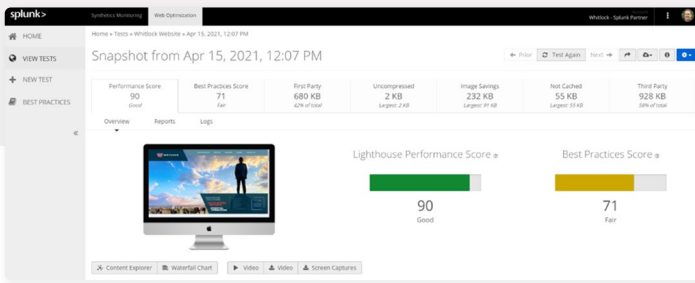 splunk>
Synthetics Monitoring Web Optimization
Whitlock - Splunk Partner
HOME
VIEW TESTS
NEW TEST
BEST PRACTICES
Home » Tests » Whitlock Website » Apr 15, 2021, 12:07 PM
Snapshot from Apr 15, 2021, 12:07 PM
Prior Test Again Next
Performance Score
90
Good
Best Practices Score
71
Fair
First Party
680 KB
42% of total
Uncompressed
2 KB
Largest: 2 KB
Image Savings
232 KB
Largest: 91 KB
Not Cached
55 KB
Largest: 55 KB
Third Party
928 KB
58% of total
Overview Reports Logs
Lighthouse Performance Score
90
Good
Best Practices Score
71
Fair
Content Explorer Waterfall Chart Video Video Screen Captures